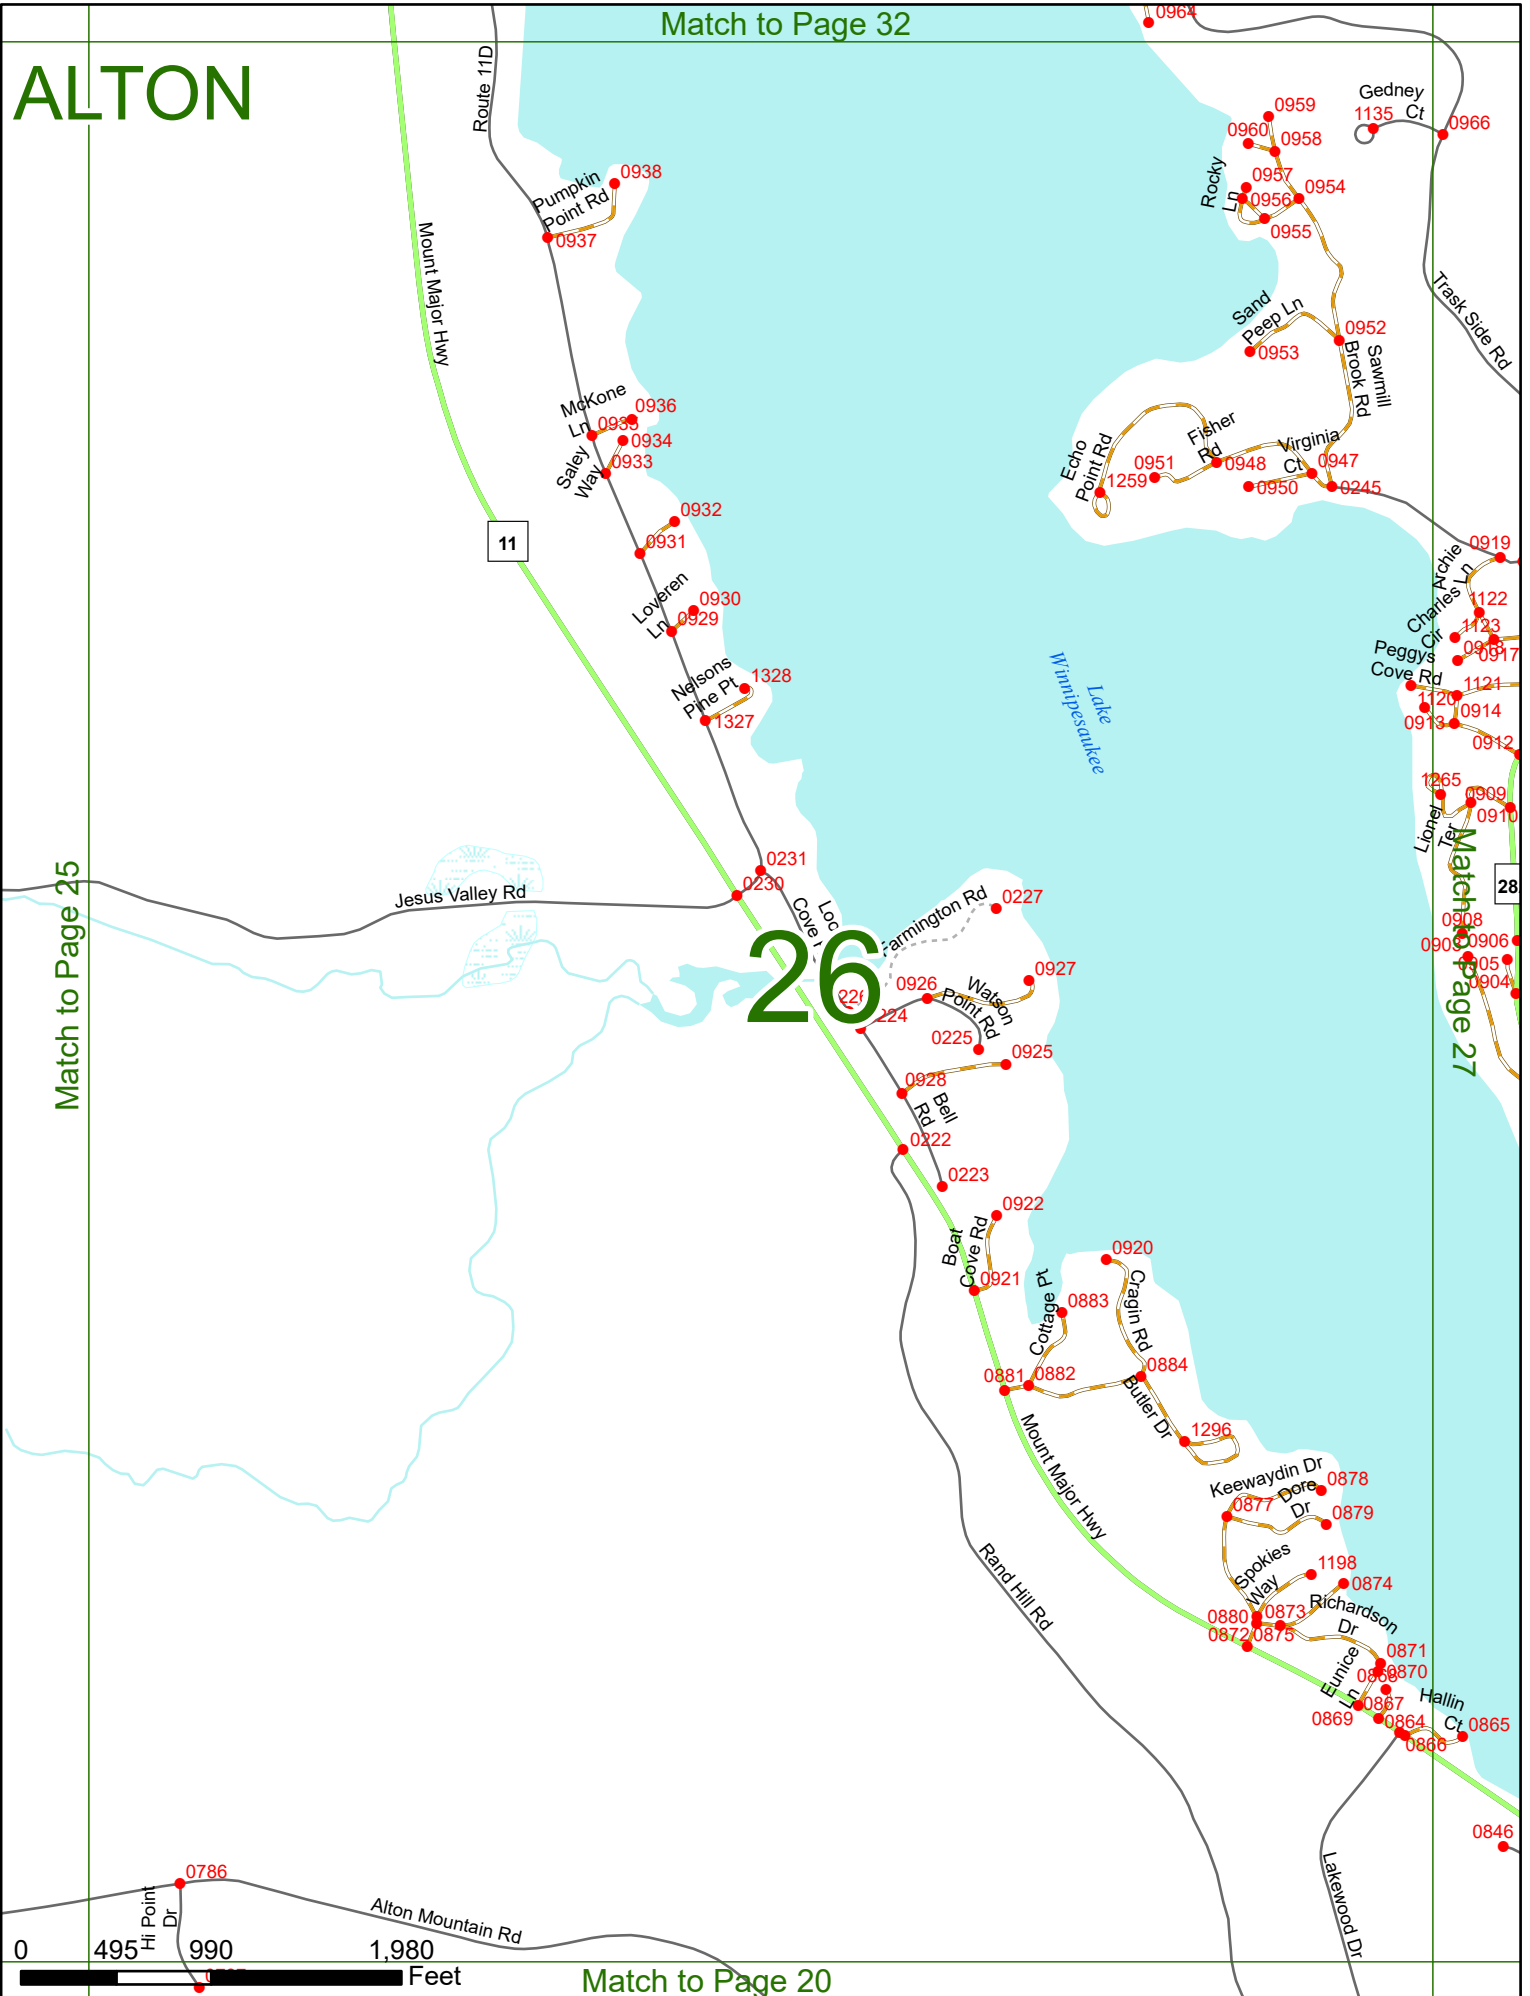 Match to Page 32
0964
ALTON
Route 11D
Gedney
Ct
1135
0966
0959
0960
0958
Rocky
Ln
0957
0956
0954
0955
Pumpkin
Point Rd
0938
0937
Mount Major Hwy
Trask Side Rd
Sand
Peep Ln
0953
0952
Sawmill
Brook Rd
McKone
Ln
0936
0935
0934
Saley
Way
0933
Echo
Point Rd
1259
0951
Fisher
Rd
0948
Virginia
Ct
0947
0950
0245
0932
0931
11
0919
Archie
Ln
1122
Charles
Cir
1123
0918
0917
Loveren
Ln
0930
0929
Peggys
Cove Rd
1121
1120
0914
0913
0912
Nelsons
Pine Pt
1328
1327
Lake
Winnipesaukee
1265
0909
0910
Lionel
Ter
Match to Page 27
28
0231
0230
Jesus Valley Rd
Match to Page 25
Cove
Farmington Rd
0227
26
0908
0906
0905
0904
0926
0927
Watson
Point Rd
0225
0925
0928
Bell
Rd
0222
0223
0922
Boat
Cove Rd
0921
0920
Cragin Rd
0883
Cottage Pt
0881
0882
0884
Butler Dr
1296
Mount Major Hwy
Keewaydin Dr
0878
0877
Dore
Dr
0879
Rand Hill Rd
Spokies
Way
1198
0874
Richardson
Dr
0880
0873
0872
0875
0871
0870
0868
Eunice
Ln
0867
0869
0864
0866
Hallin
Ct
0865
0846
Lakewood Dr
0786
Hi Point
Dr
Alton Mountain Rd
0 495 990 1,980
Feet
Match to Page 20